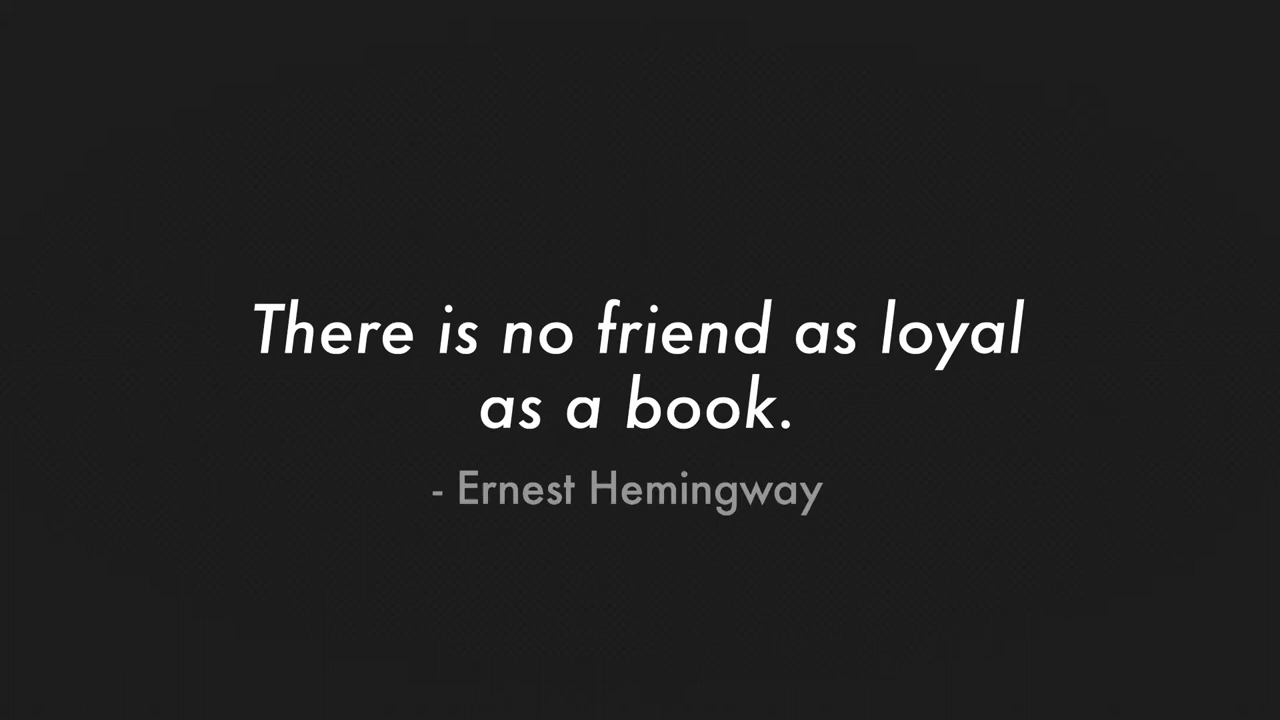 There is no friend as loyal
as a book.
- Ernest Hemingway